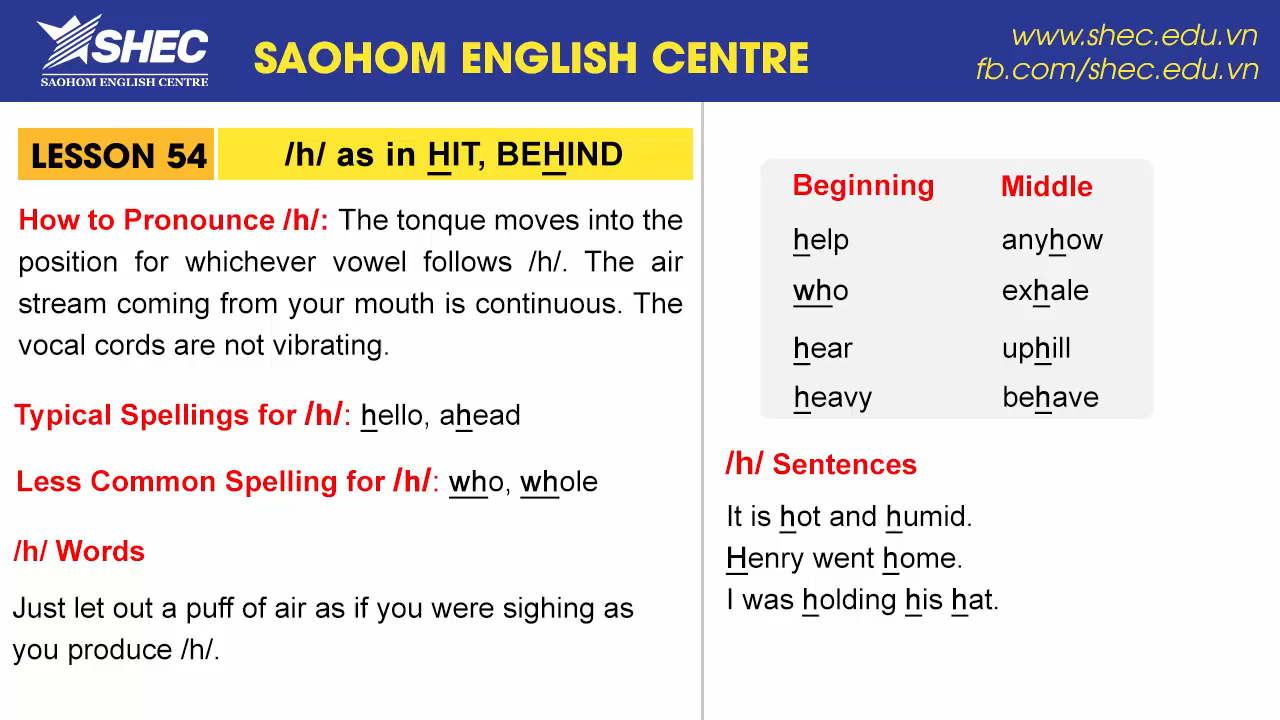 SHEC
SAOHOM ENGLISH CENTRE
SAOHOM ENGLISH CENTRE
www.shec.edu.vn
fb.com/shec.edu.vn
LESSON 54
/h/ as in HIT, BEHIND
How to Pronounce /h/: The tonque moves into the
position for whichever vowel follows /h/. The air
stream coming from your mouth is continuous. The
vocal cords are not vibrating.
Typical Spellings for /h/: hello, ahead
Less Common Spelling for /h/: who, whole
/h/ Words
Just let out a puff of air as if you were sighing as
you produce /h/.
Beginning Middle
help anyhow
who exhale
hear uphill
heavy behave
/h/ Sentences
It is hot and humid.
Henry went home.
I was holding his hat.